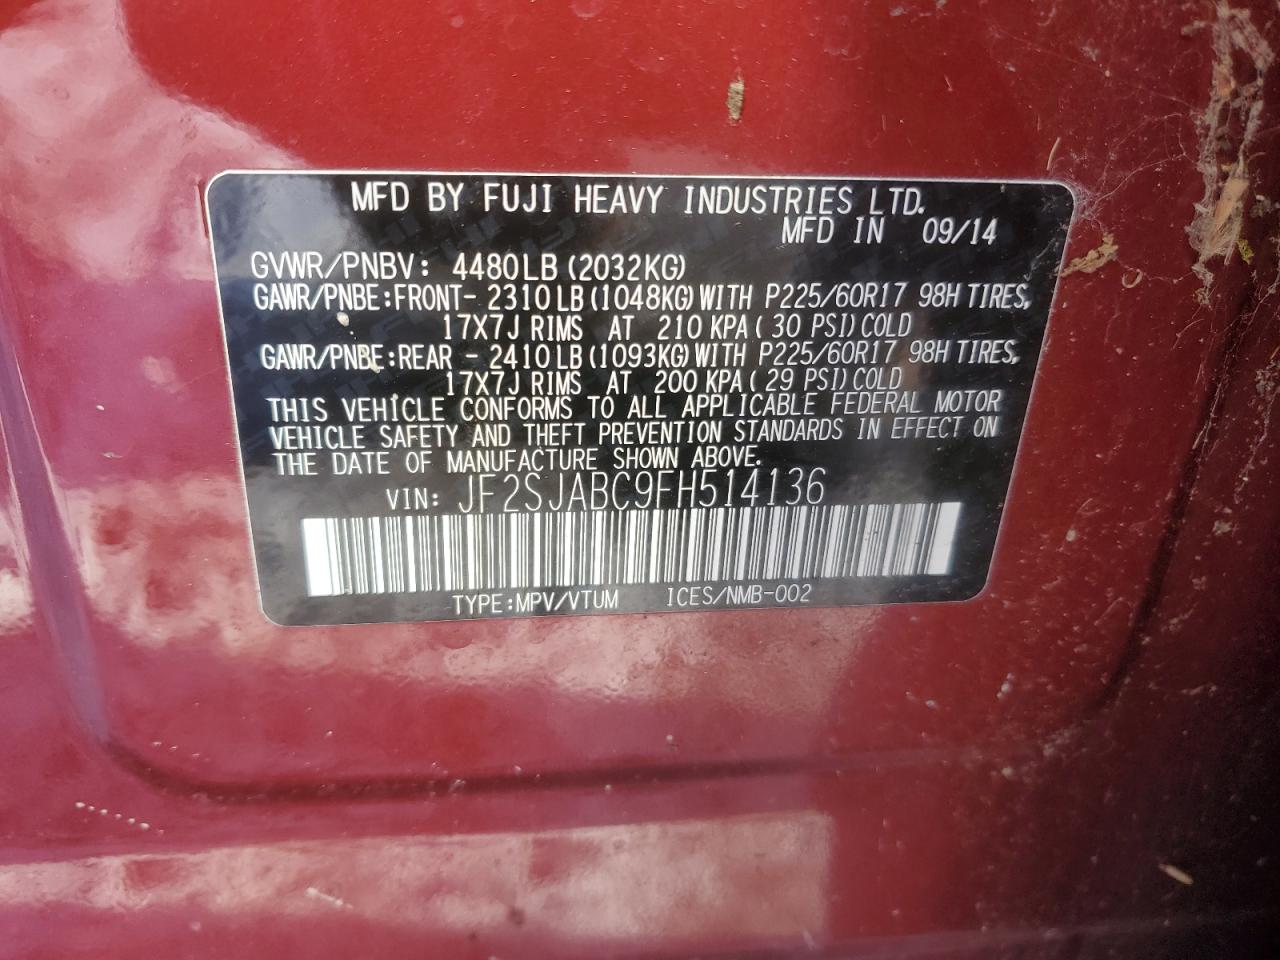 MFD BY FUJI HEAVY INDUSTRIES LTD.
MFD IN 09/14
GVWR/PNBV: 4480LB (2032KG)
GAWR/PNBE:FRONT- 2310LB (1048KG) WITH P225/60R17 98H TIRES,
17X7J RIMS AT 210 KPA ( 30 PSI) COLD
GAWR/PNBE:REAR - 2410LB (1093KG) WITH P225/60R17 98H TIRES,
17X7J RIMS AT 200 KPA ( 29 PSI) COLD
THIS VEHICLE CONFORMS TO ALL APPLICABLE FEDERAL MOTOR
VEHICLE SAFETY AND THEFT PREVENTION STANDARDS IN EFFECT ON
THE DATE OF MANUFACTURE SHOWN ABOVE.
VIN: JF2SJABC9FH514136
TYPE:MPV/VTUM ICES/NMB-002